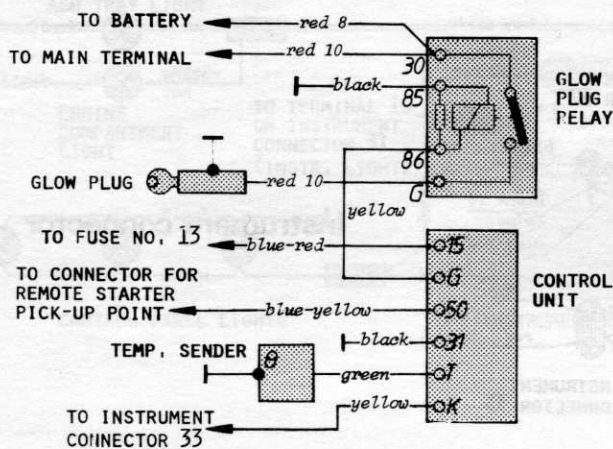 TO BATTERY
red 8
TO MAIN TERMINAL
red 10
30
black
85
GLOW
PLUG
RELAY
86
GLOW PLUG
red 10
G
yellow
TO FUSE NO. 13
blue-red
15
G
TO CONNECTOR FOR
REMOTE STARTER
PICK-UP POINT
blue-yellow
50
CONTROL
UNIT
black
31
TEMP. SENDER
θ
green
T
yellow
K
TO INSTRUMENT
CONNECTOR 33